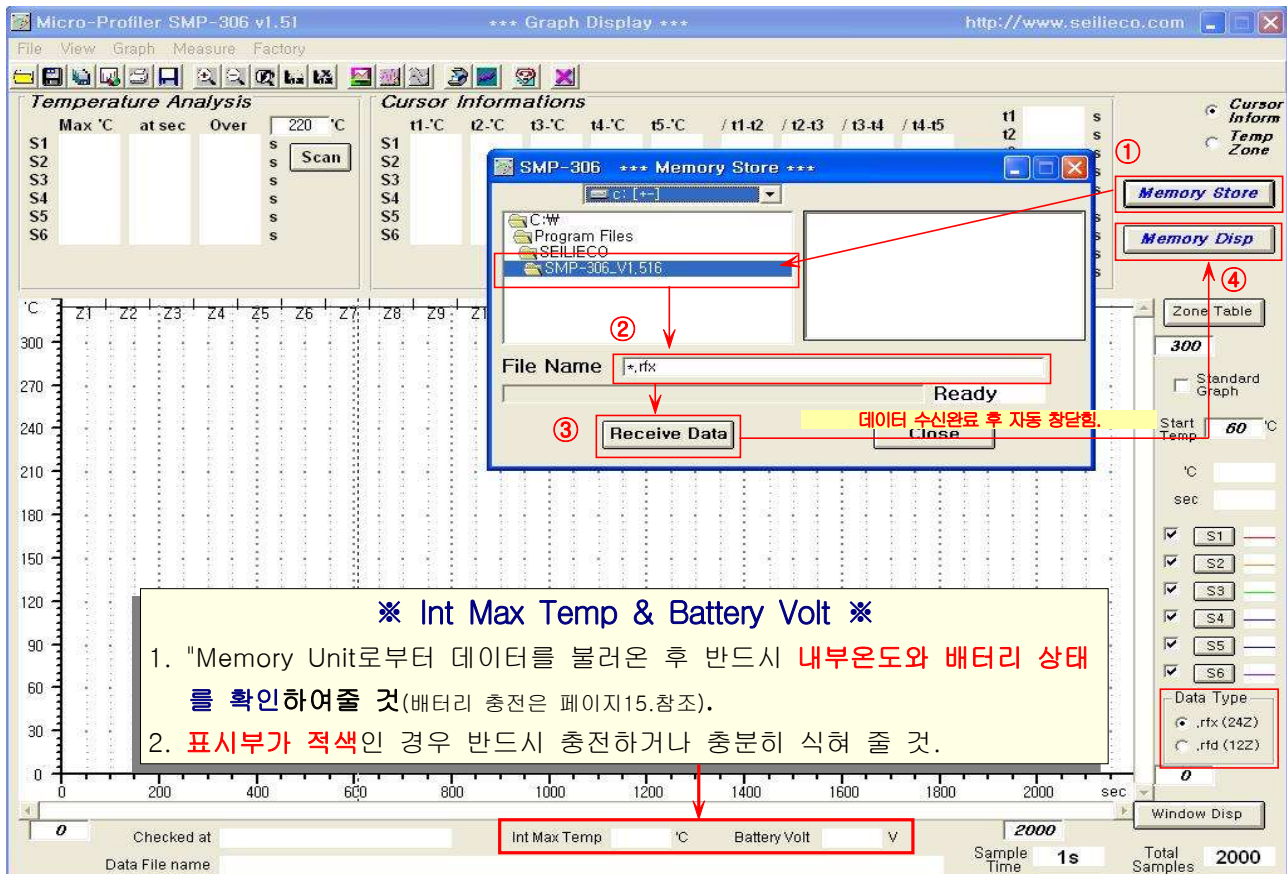 Micro-Profiler SMP-306 v1.51 *** Graph Display *** http://www.seilieco.com
File View Graph Measure Factory
Temperature Analysis
Max 'C at sec Over 220 'C
S1 s
S2 s Scan
S3 s
S4 s
S5 s
S6 s
Cursor Informations
t1-'C t2-'C t3-'C t4-'C t5-'C / t1-t2 / t2-t3 / t3-t4 / t4-t5
S1
S2
S3
S4
S5
S6
t1 s
t2 s
s
s
s
s
s
s
Cursor Inform
Temp Zone
①
Memory Store
Memory Disp
④
SMP-306 *** Memory Store ***
c: [+-]
C:₩
Program Files
SEILIECO
SMP-306_V1.516
②
File Name *.rfx
Ready
③
Receive Data
데이터 수신완료 후 자동 창닫힘.
Close
'C Z1 Z2 Z3 Z4 Z5 Z6 Z7 Z8 Z9
300
270
240
210
180
150
120
90
60
30
0
0 200 400 600 800 1000 1200 1400 1600 1800 2000 sec
Zone Table
300
Standard Graph
Start Temp 60 'C
'C
sec
S1
S2
S3
S4
S5
S6
Data Type
.rfx (24Z)
.rfd (12Z)
0
Window Disp
※ Int Max Temp & Battery Volt ※
1. "Memory Unit로부터 데이터를 불러온 후 반드시 내부온도와 배터리 상태
를 확인하여줄 것(배터리 충전은 페이지15.참조).
2. 표시부가 적색인 경우 반드시 충전하거나 충분히 식혀 줄 것.
0 Checked at Int Max Temp 'C Battery Volt V 2000
Data File name Sample Time 1s Total Samples 2000